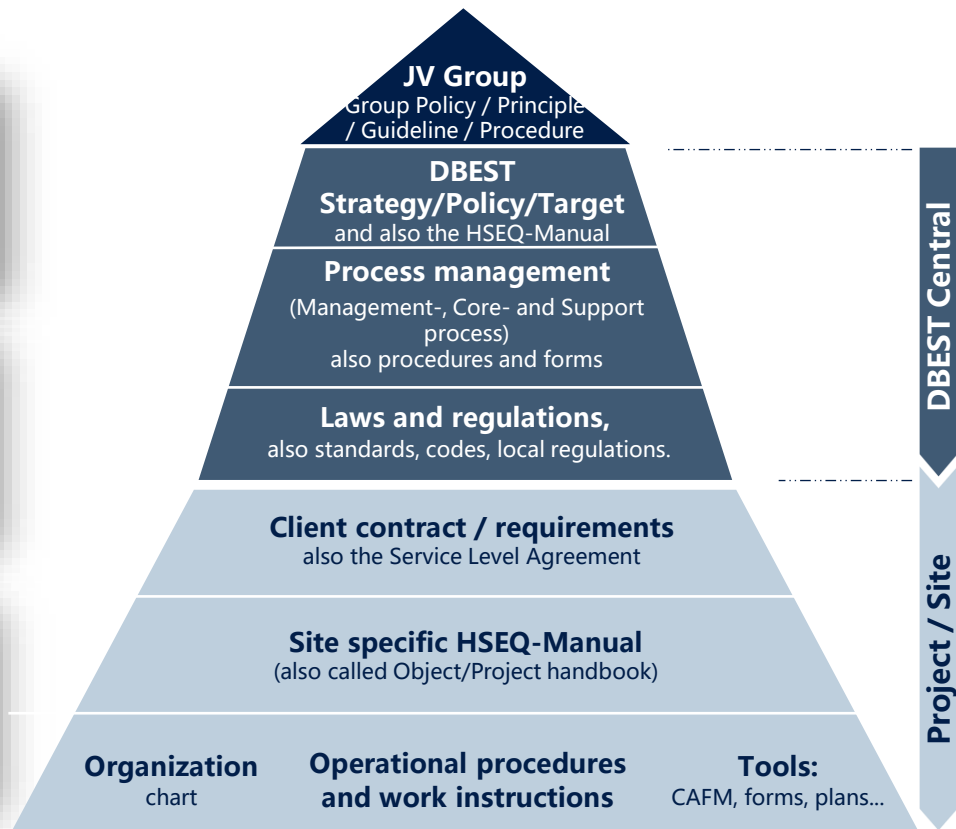 JV Group
Group Policy / Principle
/ Guideline / Procedure
DBEST
Strategy/Policy/Target
and also the HSEQ-Manual
Process management
(Management-, Core- and Support
process)
also procedures and forms
Laws and regulations,
also standards, codes, local regulations.
DBEST Central
Client contract / requirements
also the Service Level Agreement
Site specific HSEQ-Manual
(also called Object/Project handbook)
Organization
chart
Operational procedures
and work instructions
Tools:
CAFM, forms, plans...
Project / Site